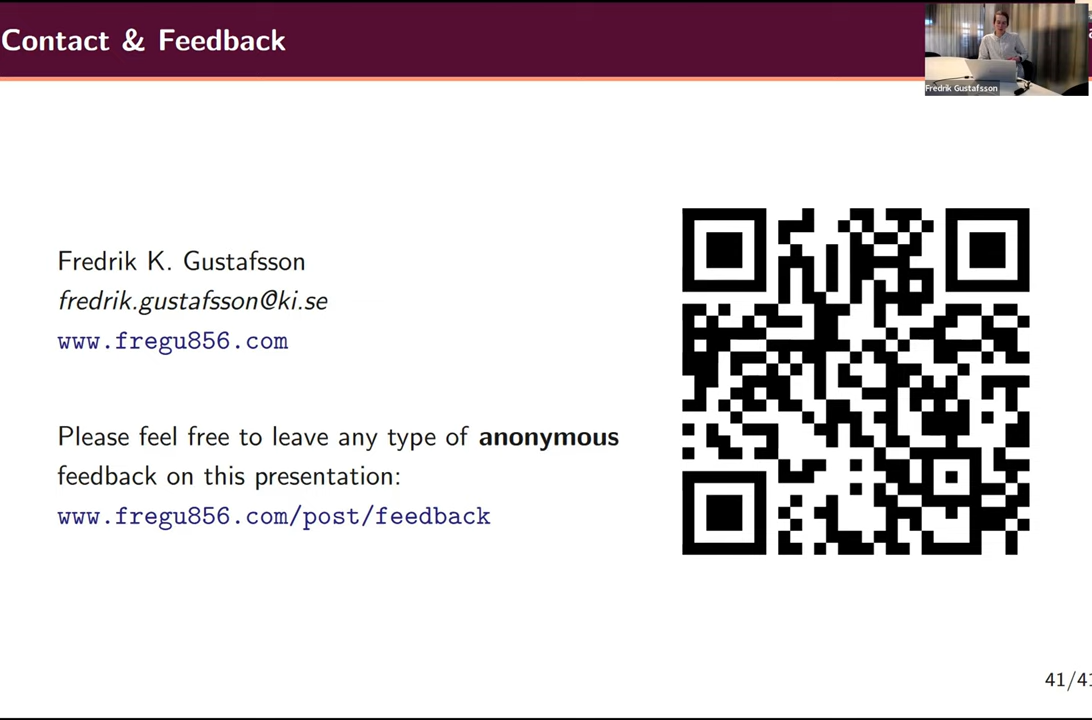 Contact & Feedback
Fredrik Gustafsson
Fredrik K. Gustafsson
fredrik.gustafsson@ki.se
www.fregu856.com
Please feel free to leave any type of anonymous
feedback on this presentation:
www.fregu856.com/post/feedback
41/41